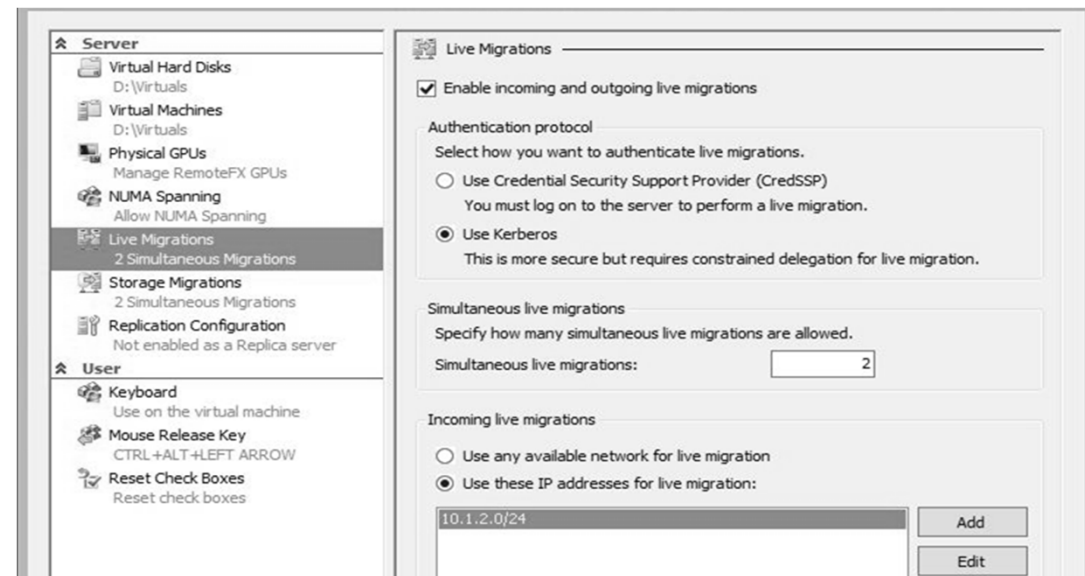 Server
Virtual Hard Disks
D:\Virtuals
Virtual Machines
D:\Virtuals
Physical GPUs
Manage RemoteFX GPUs
NUMA Spanning
Allow NUMA Spanning
Live Migrations
2 Simultaneous Migrations
Storage Migrations
2 Simultaneous Migrations
Replication Configuration
Not enabled as a Replica server
User
Keyboard
Use on the virtual machine
Mouse Release Key
CTRL+ALT+LEFT ARROW
Reset Check Boxes
Reset check boxes
Live Migrations
Enable incoming and outgoing live migrations
Authentication protocol
Select how you want to authenticate live migrations.
Use Credential Security Support Provider (CredSSP)
You must log on to the server to perform a live migration.
Use Kerberos
This is more secure but requires constrained delegation for live migration.
Simultaneous live migrations
Specify how many simultaneous live migrations are allowed.
Simultaneous live migrations: 2
Incoming live migrations
Use any available network for live migration
Use these IP addresses for live migration:
10.1.2.0/24
Add
Edit